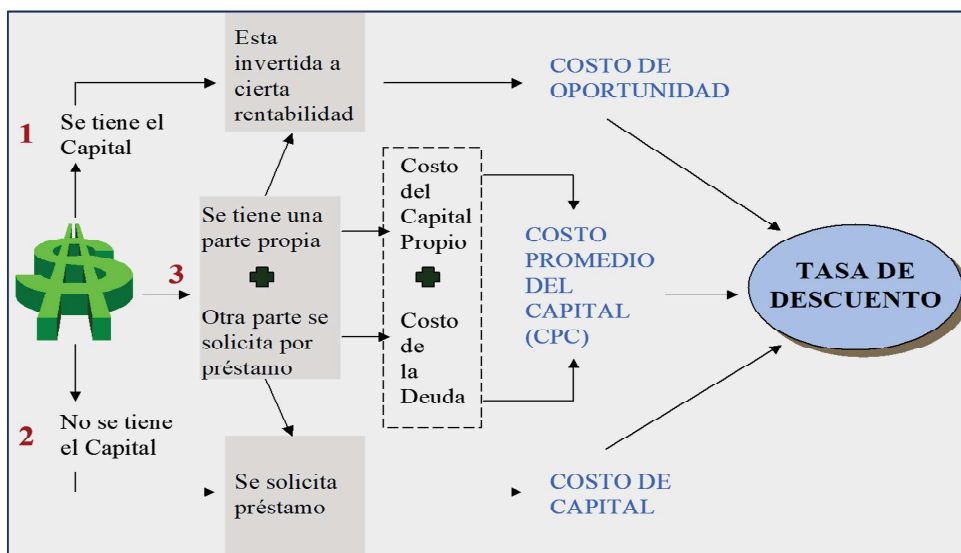 Esta
invertida a
cierta
rentabilidad
COSTO DE
OPORTUNIDAD
1
Se tiene el
Capital
Se tiene una
parte propia
3
Otra parte se
solicita por
préstamo
Costo
del
Capital
Propio
Costo
de
la
Deuda
COSTO
PROMEDIO
DEL
CAPITAL
(CPC)
TASA DE
DESCUENTO
2
No se tiene
el Capital
Se solicita
préstamo
COSTO DE
CAPITAL